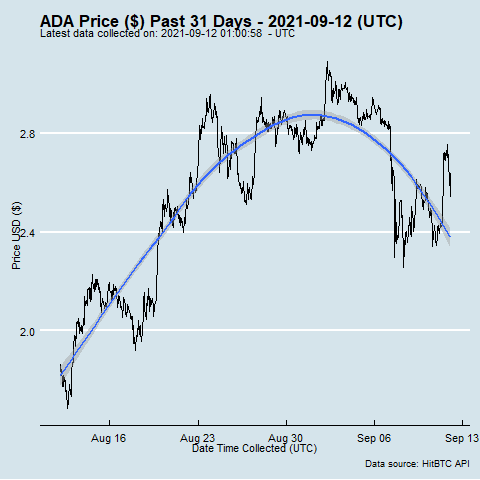 ADA Price ($) Past 31 Days - 2021-09-12 (UTC)
Latest data collected on: 2021-09-12 01:00:58 - UTC
Price USD ($)
2.8
2.4
2.0
Aug 16 Aug 23 Aug 30 Sep 06 Sep 13
Date Time Collected (UTC)
Data source: HitBTC API